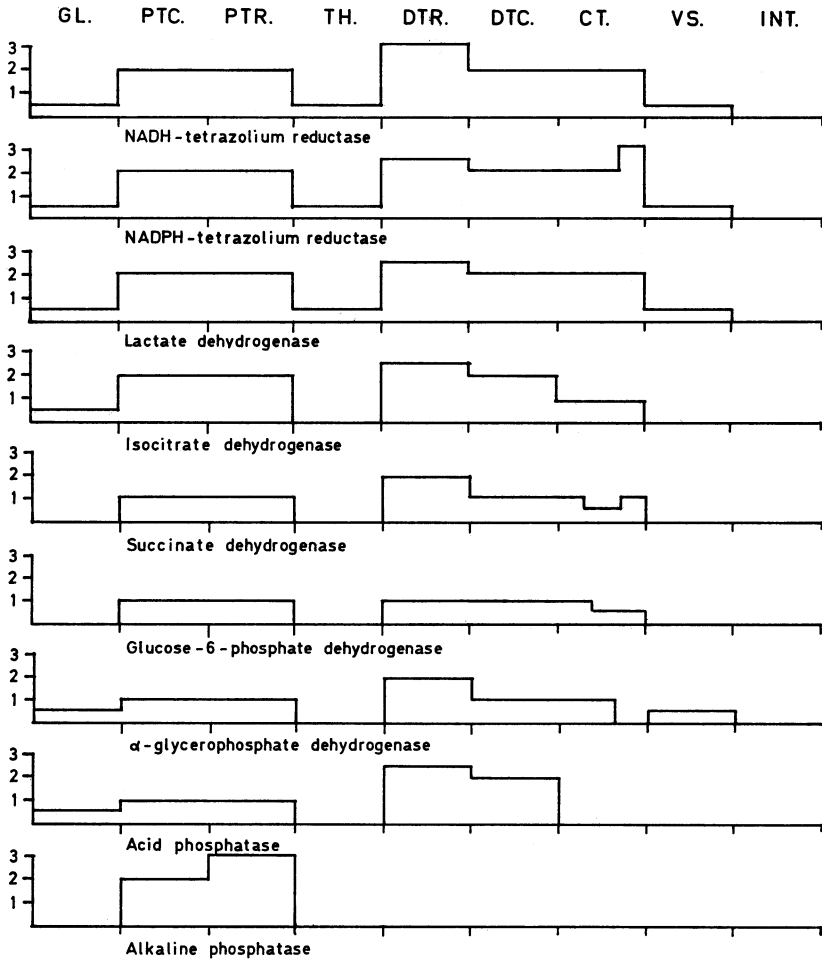 GL. PTC. PTR. TH. DTR. DTC. CT. VS. INT.
3
2
1
NADH-tetrazolium reductase
3
2
1
NADPH-tetrazolium reductase
3
2
1
Lactate dehydrogenase
3
2
1
Isocitrate dehydrogenase
3
2
1
Succinate dehydrogenase
3
2
1
Glucose-6-phosphate dehydrogenase
3
2
1
α-glycerophosphate dehydrogenase
3
2
1
Acid phosphatase
3
2
1
Alkaline phosphatase